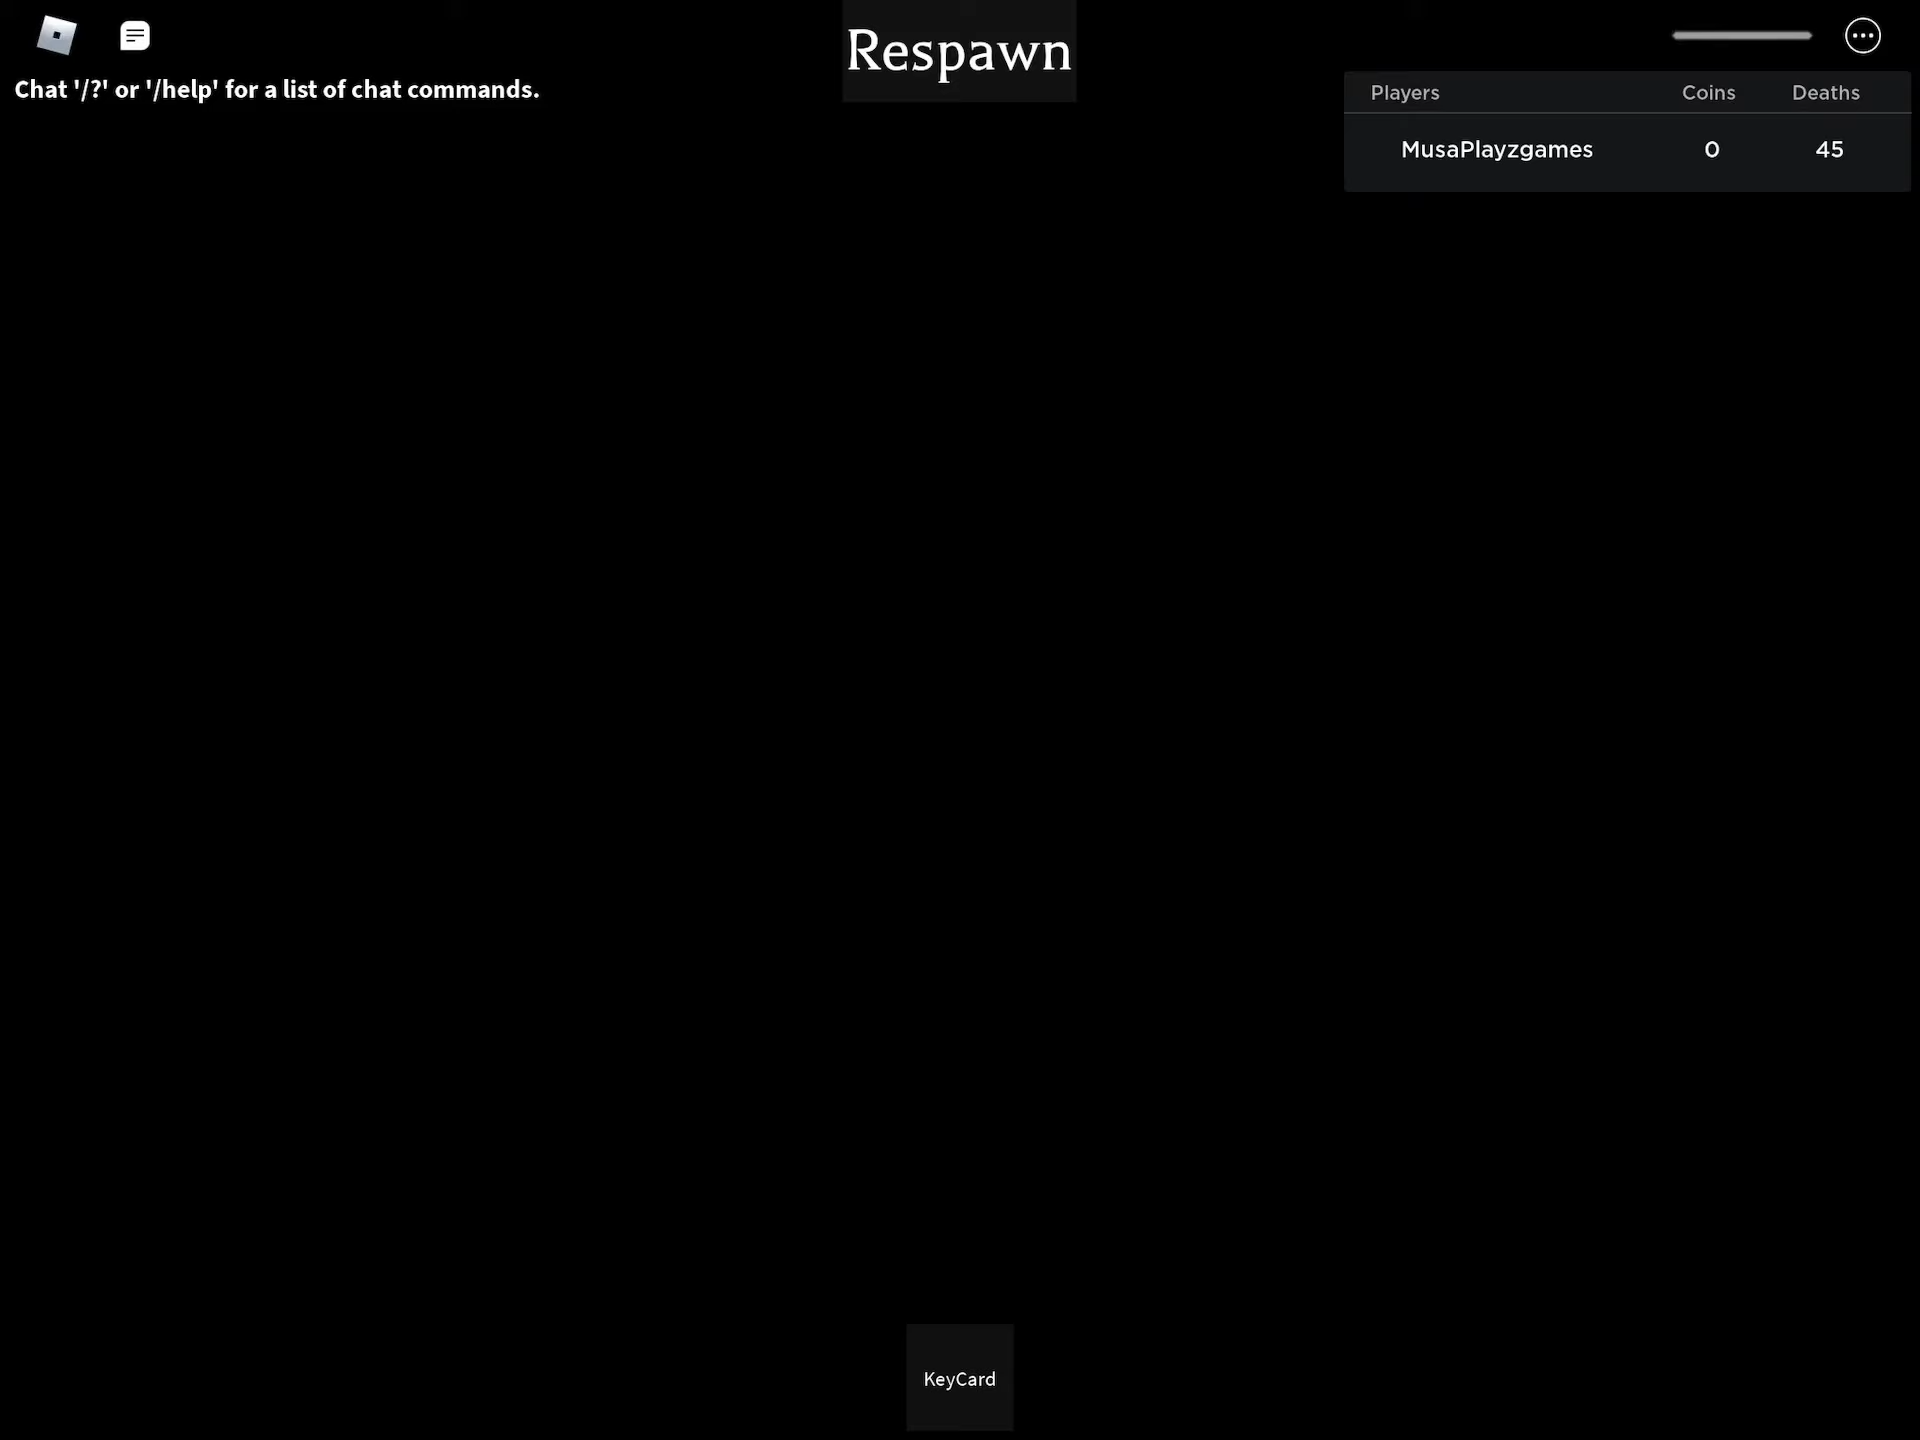 Respawn
Chat '/?' or '/help' for a list of chat commands.
Players Coins Deaths
MusaPlayzgames 0 45
KeyCard